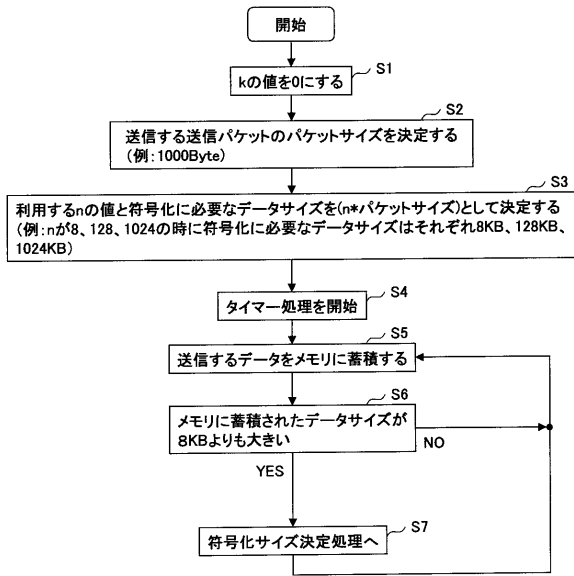 開始
S1
kの値を0にする
S2
送信する送信パケットのパケットサイズを決定する
(例:1000Byte)
S3
利用するnの値と符号化に必要なデータサイズを(n*パケットサイズ)として決定する
(例:nが8、128、1024の時に符号化に必要なデータサイズはそれぞれ8KB、128KB、
1024KB)
S4
タイマー処理を開始
S5
送信するデータをメモリに蓄積する
S6
メモリに蓄積されたデータサイズが
8KBよりも大きい
NO
YES
S7
符号化サイズ決定処理へ